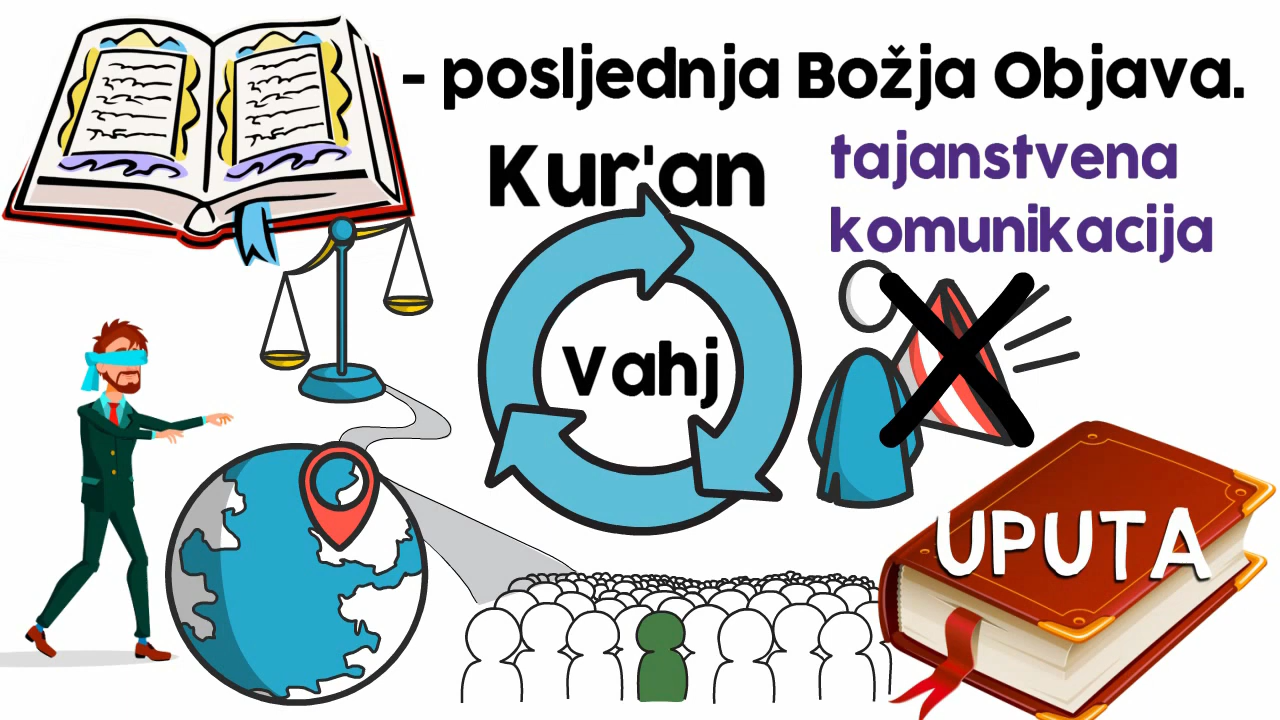 - posljednja Božja Objava.
Kur'an
tajanstvena
komunikacija
Vahj
UPUTA